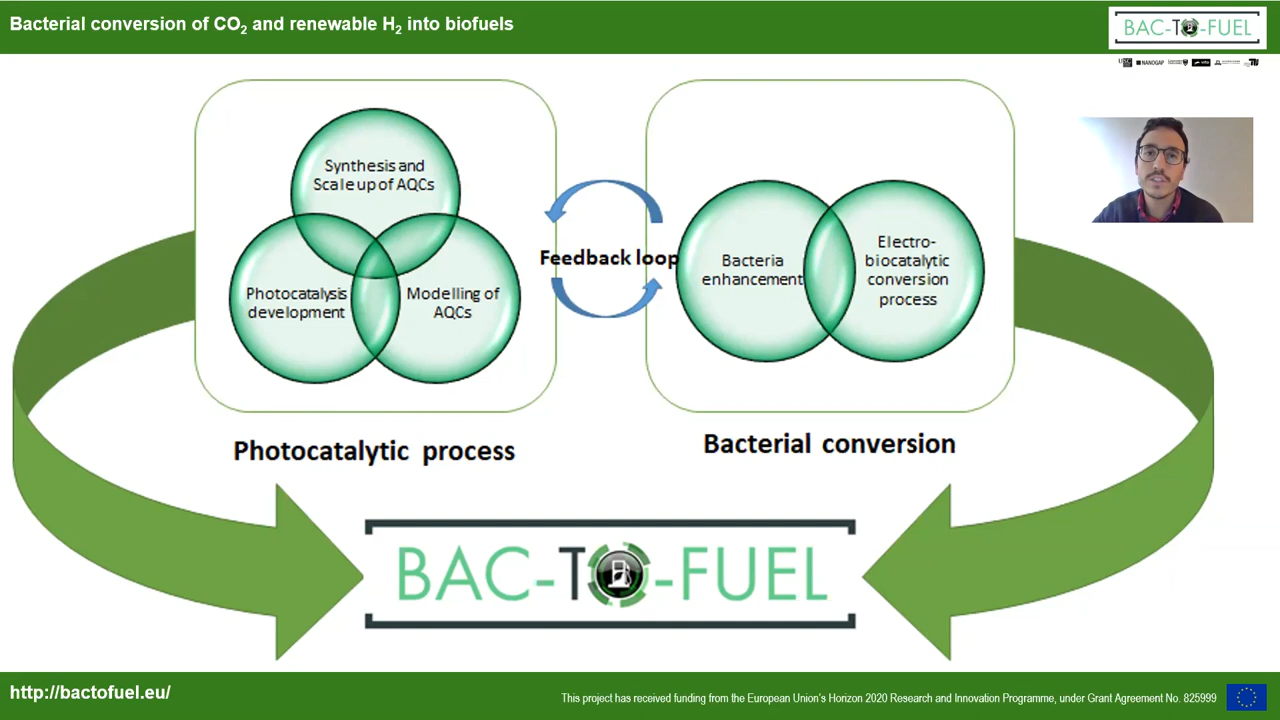 Bacterial conversion of CO₂ and renewable H₂ into biofuels
BAC-TO-FUEL
NANOGAP
Synthesis and
Scale up of AQCs
Photocatalysis
development
Modelling of
AQCs
Feedback loop
Bacteria
enhancement
Electro-
biocatalytic
conversion
process
Photocatalytic process
Bacterial conversion
BAC-TO-FUEL
http://bactofuel.eu/
This project has received funding from the European Union's Horizon 2020 Research and Innovation Programme, under Grant Agreement No. 825999